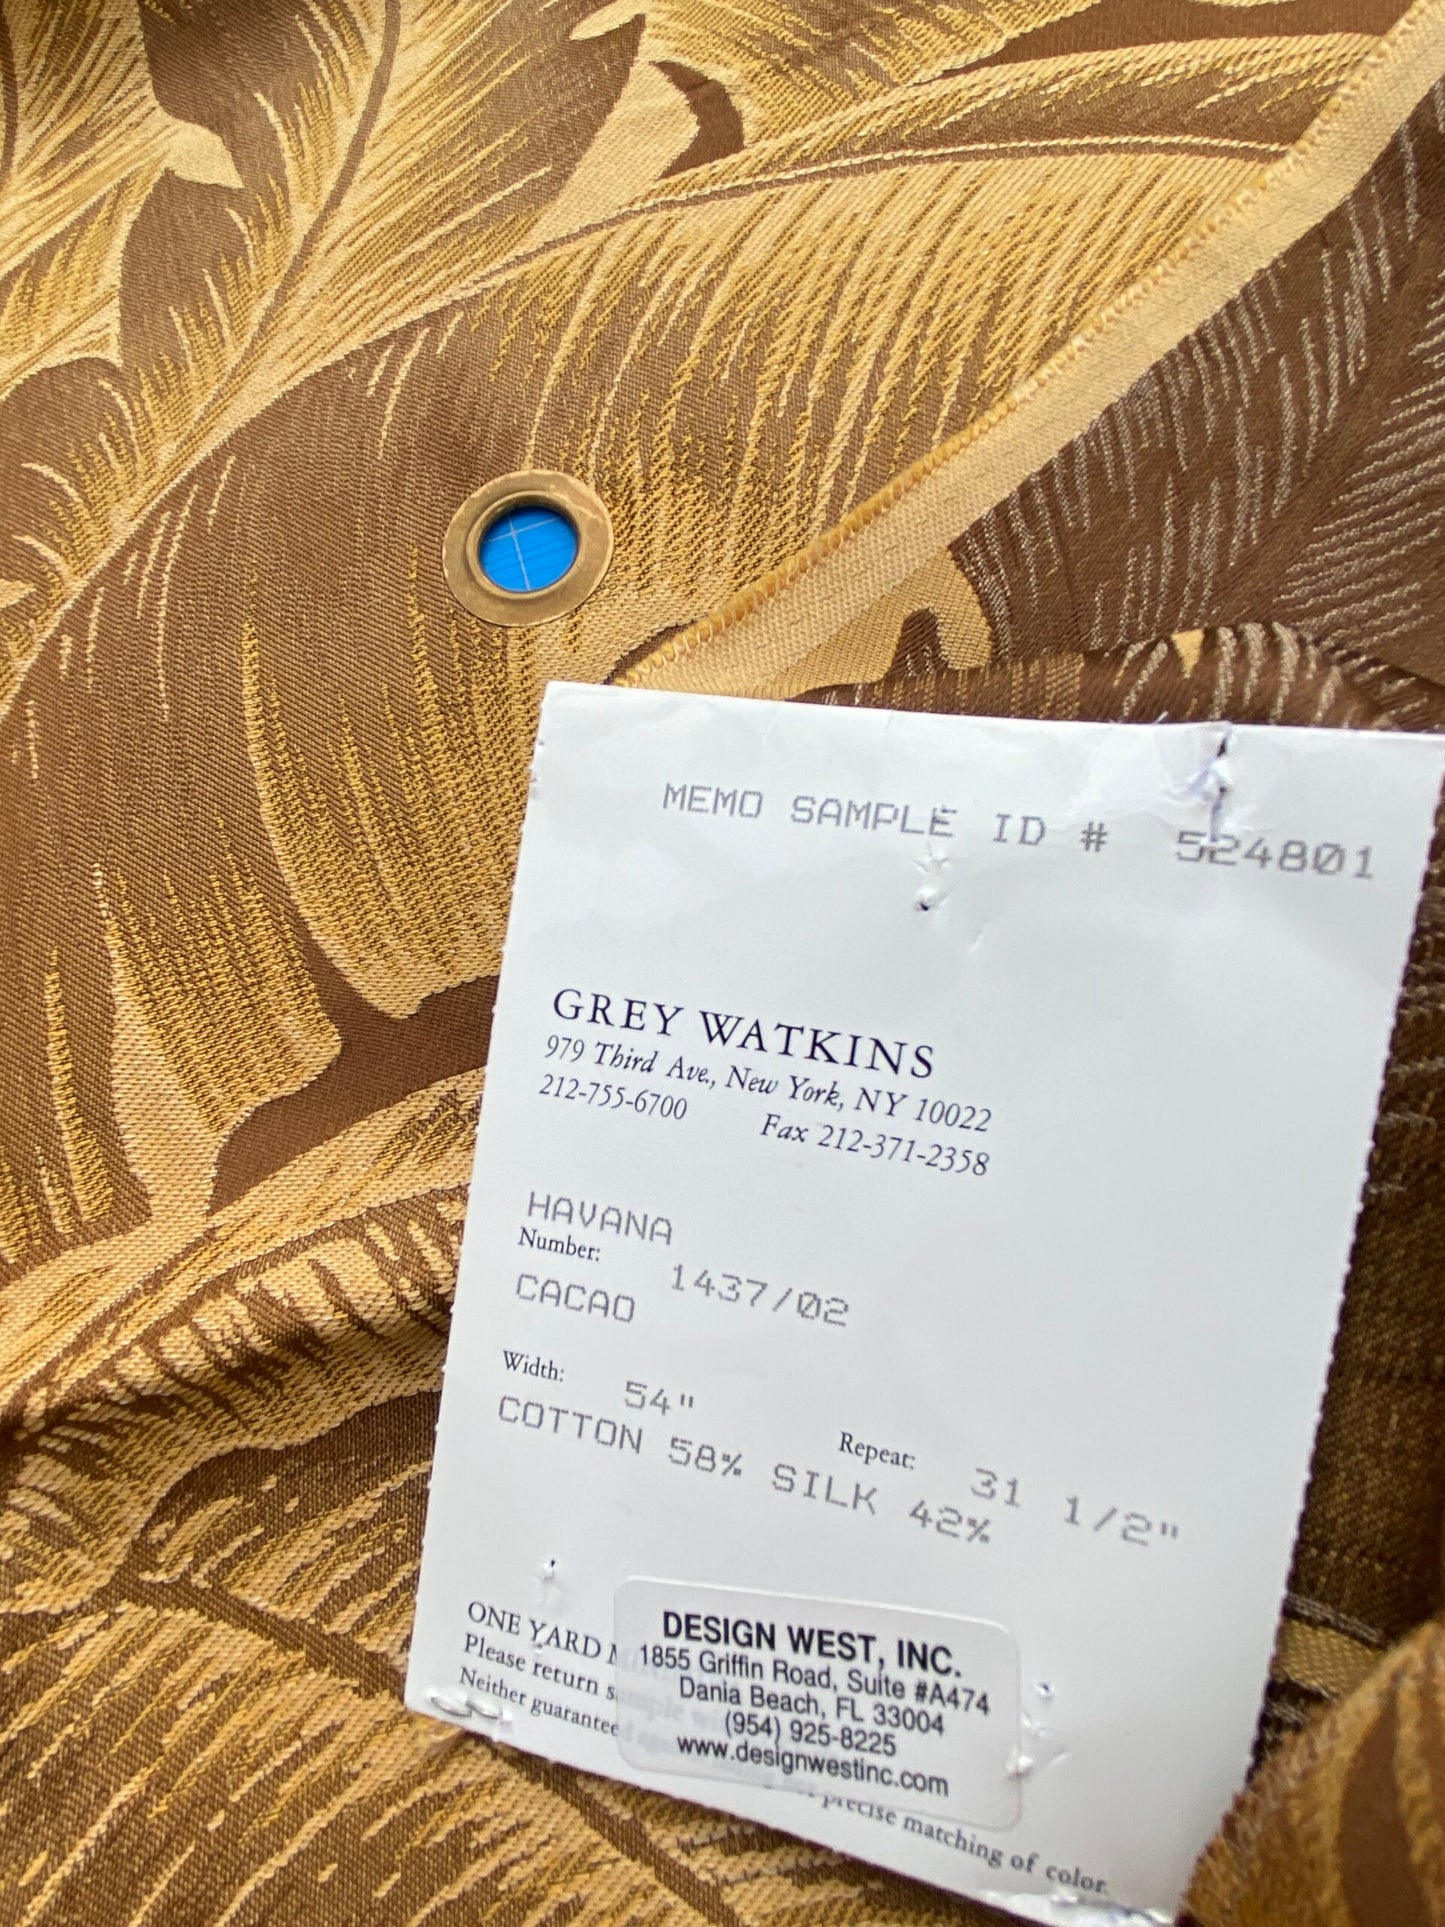 MEMO SAMPLE ID # 524801
GREY WATKINS
979 Third Ave., New York, NY 10022
212-755-6700 Fax 212-371-2358
HAVANA
Number: 1437/02
CACAO
Width: 54" Repeat: 31 1/2"
COTTON 58% SILK 42%
ONE YARD
Please return sample
Neither guaranteed precise matching of color.
DESIGN WEST, INC.
1855 Griffin Road, Suite #A474
Dania Beach, FL 33004
(954) 925-8225
www.designwestinc.com